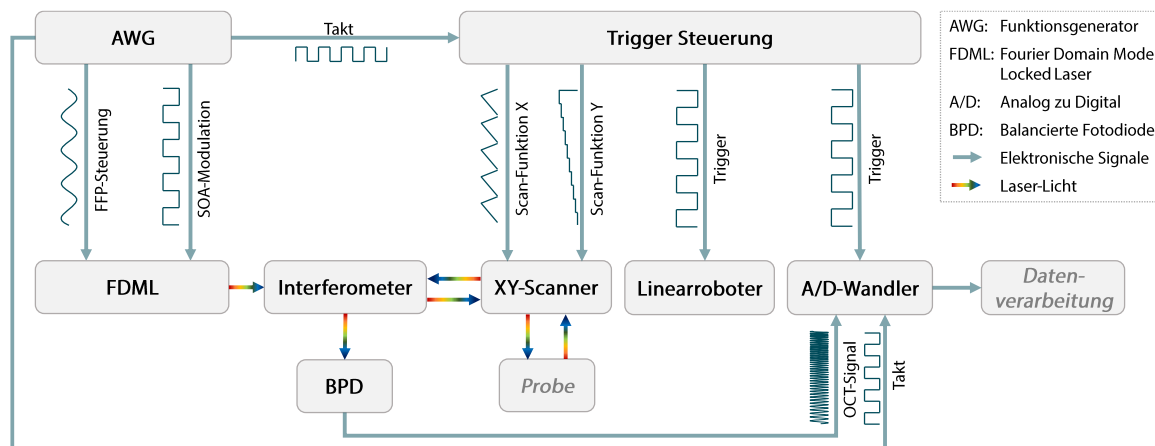 AWG
Takt
Trigger Steuerung
FFP-Steuerung
SOA-Modulation
Scan-Funktion X
Scan-Funktion Y
Trigger
Trigger
FDML
Interferometer
XY-Scanner
Linearroboter
A/D-Wandler
Daten-
verarbeitung
BPD
Probe
OCT-Signal
Takt
AWG: Funktionsgenerator
FDML: Fourier Domain Mode
Locked Laser
A/D: Analog zu Digital
BPD: Balancierte Fotodiode
Elektronische Signale
Laser-Licht